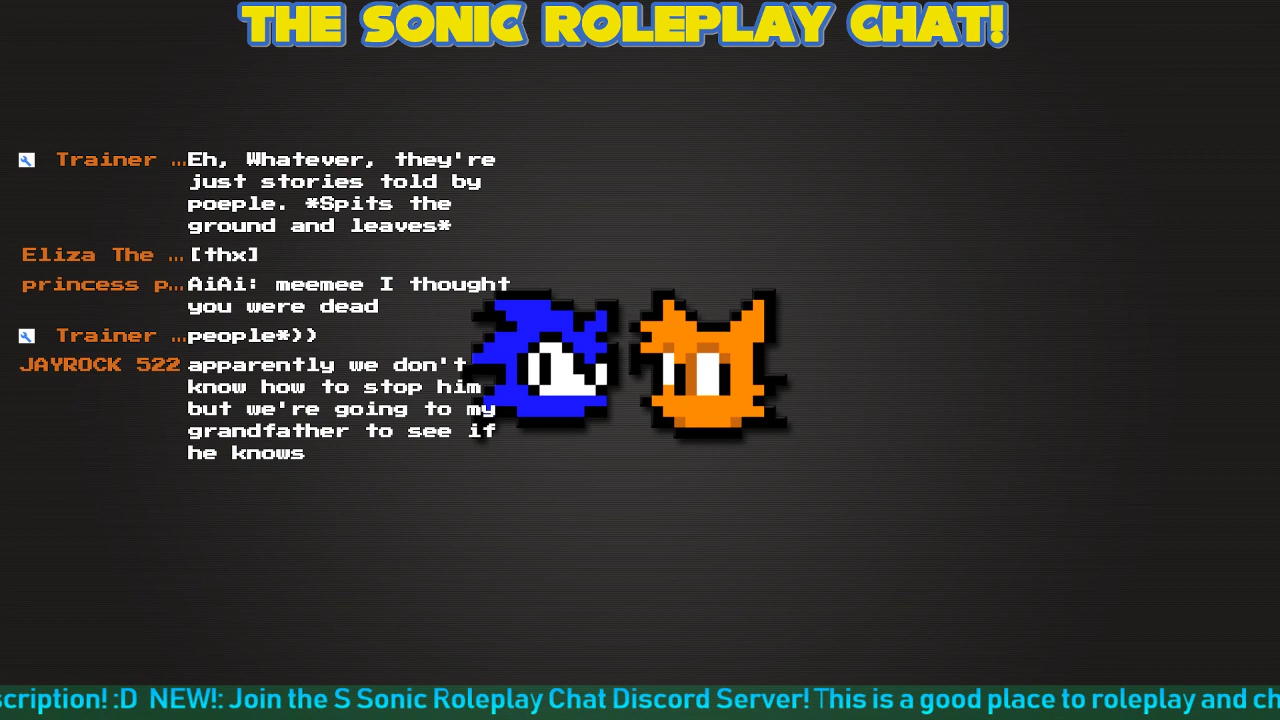 THE SONIC ROLEPLAY CHAT!
Trainer ... Eh, Whatever, they're
just stories told by
poeple. *Spits the
ground and leaves*
Eliza The ... [thx]
princess p... AiAi: meemee I thought
you were dead
Trainer ... people*))
JAYROCK 522 apparently we don't
know how to stop him
but we're going to my
grandfather to see if
he knows
scription! :D NEW!: Join the S Sonic Roleplay Chat Discord Server! This is a good place to roleplay and ch